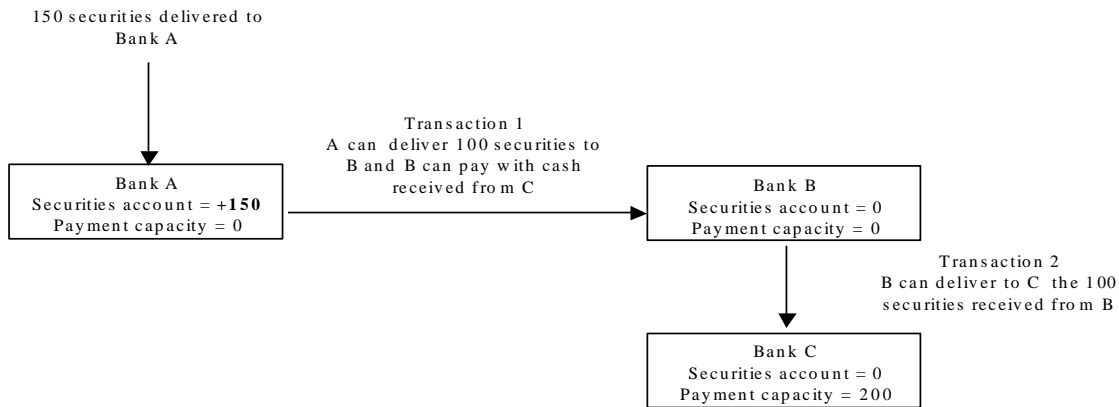 150 securities delivered to
Bank A
Transaction 1
A can deliver 100 securities to
B and B can pay with cash
received from C
Bank A
Securities account = +150
Payment capacity = 0
Bank B
Securities account = 0
Payment capacity = 0
Transaction 2
B can deliver to C the 100
securities received from B
Bank C
Securities account = 0
Payment capacity = 200